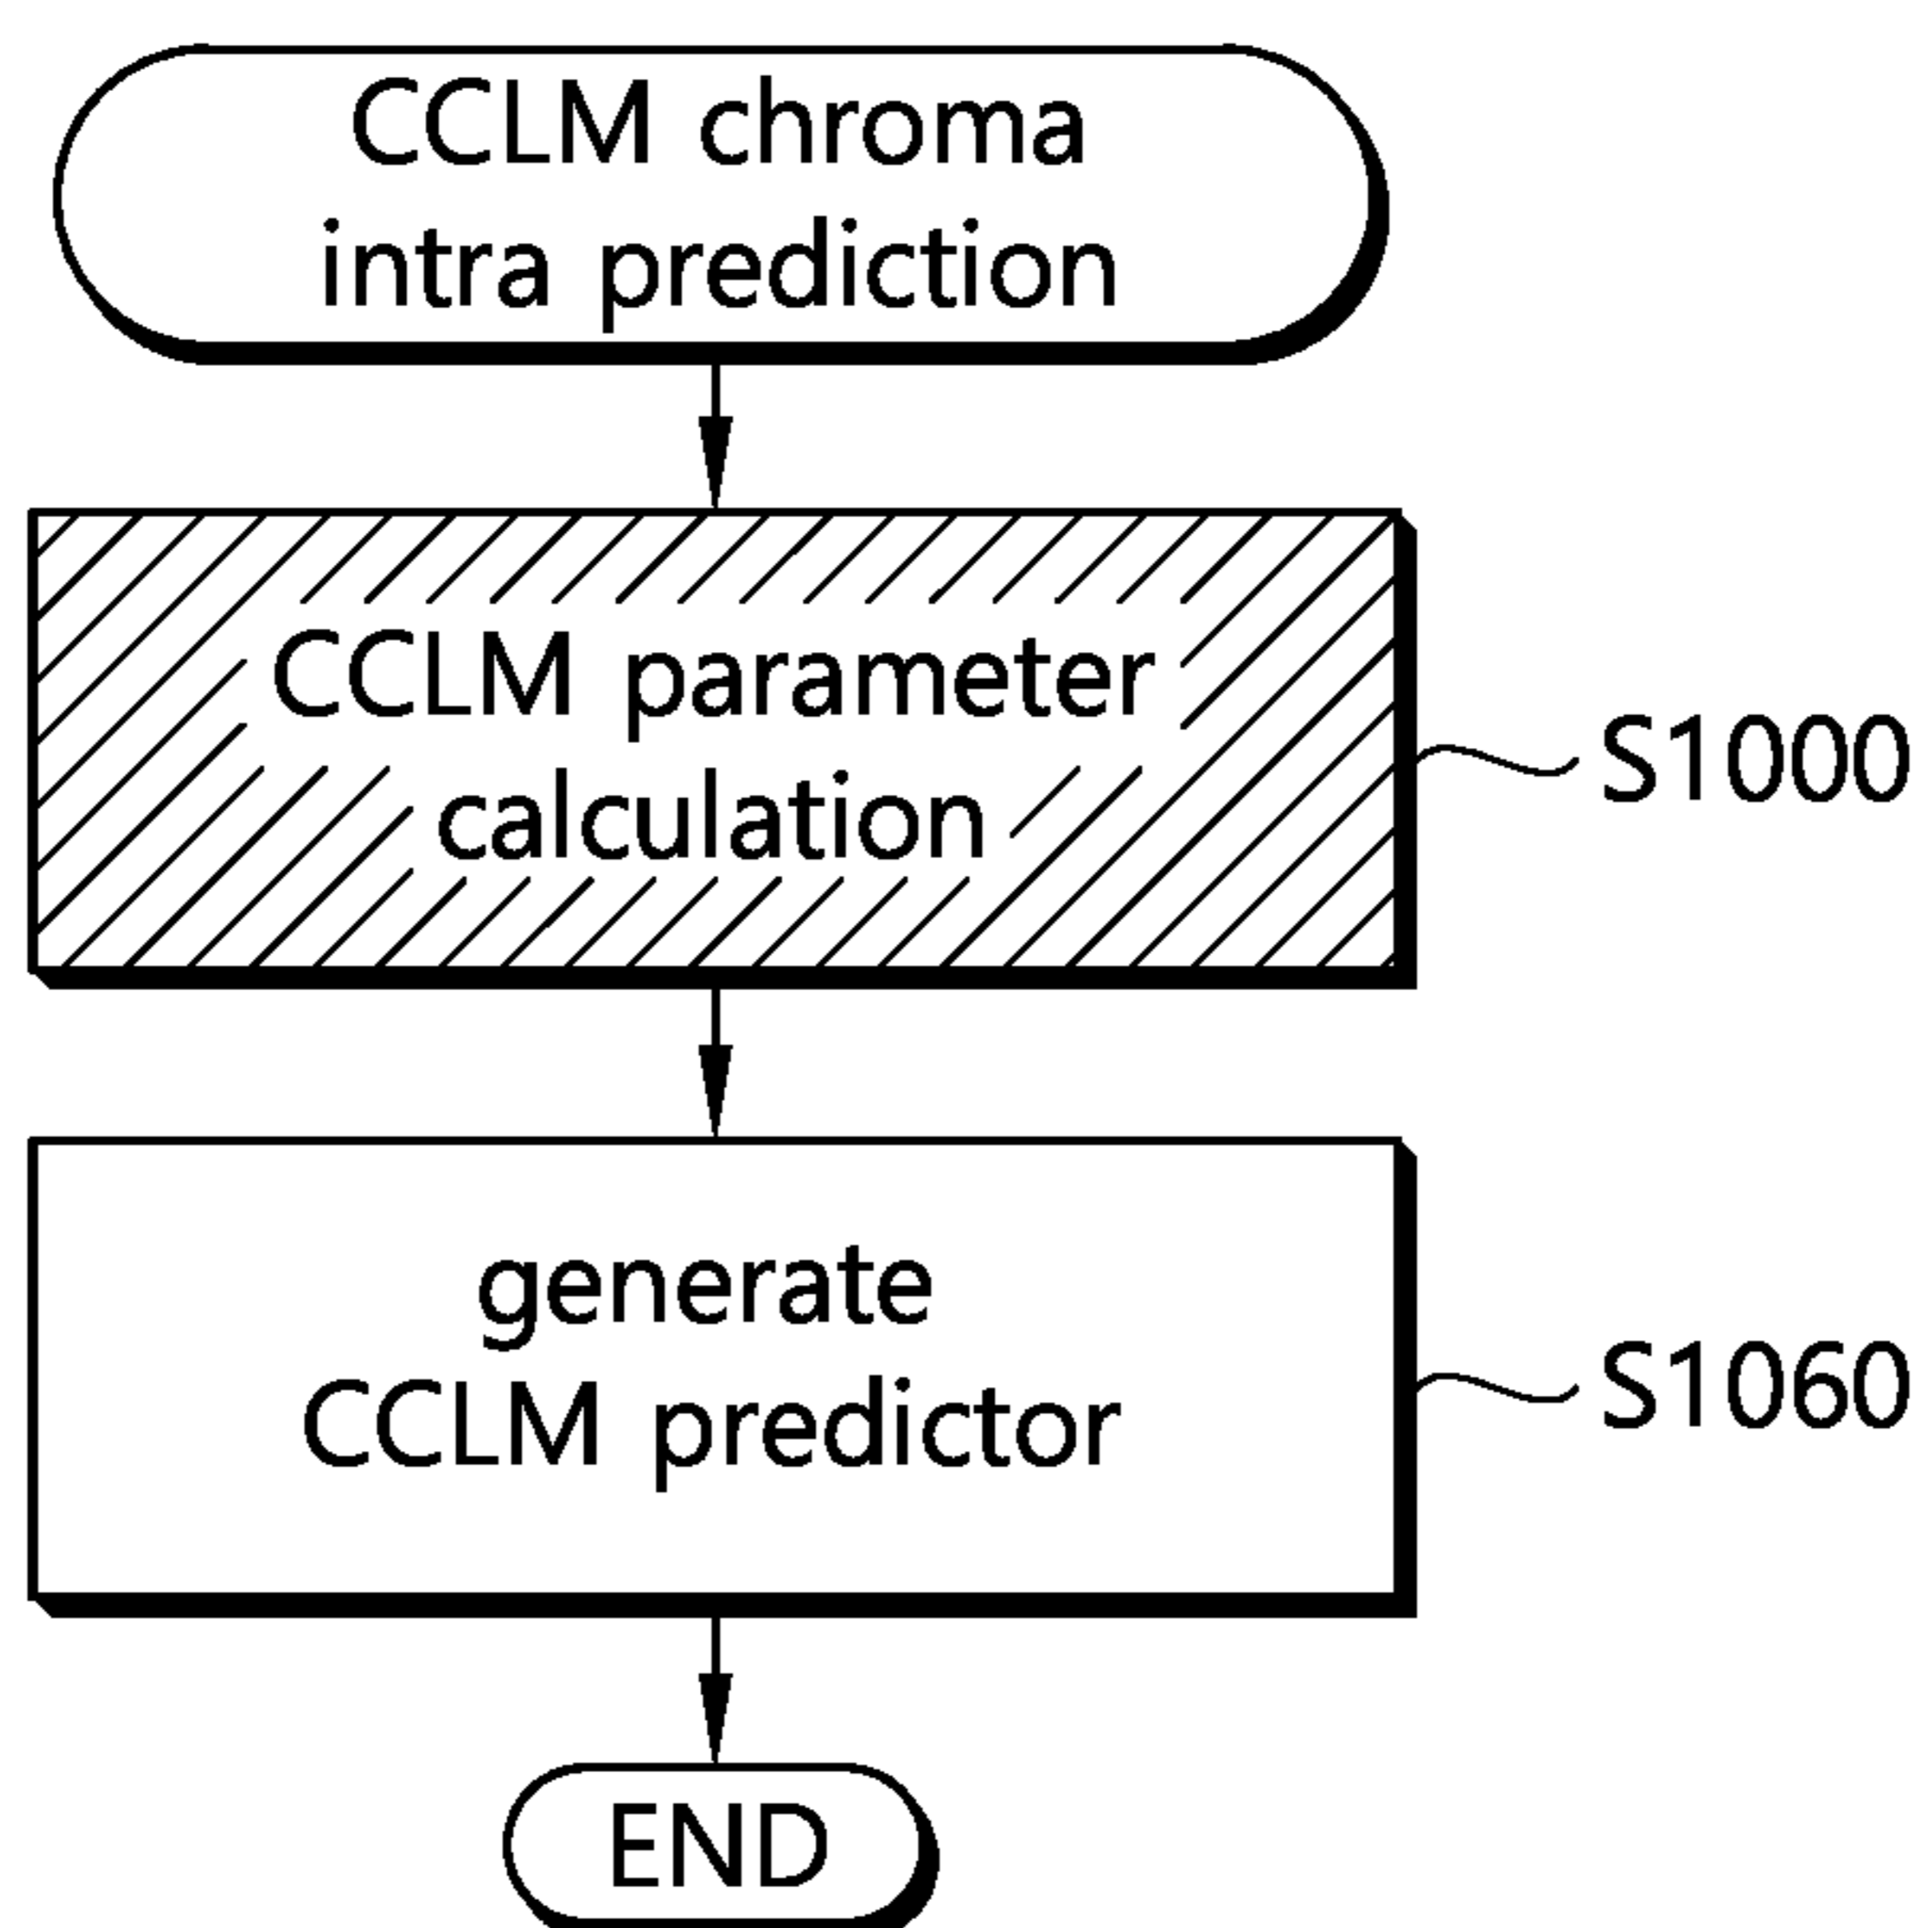 CCLM chroma
intra prediction
CCLM parameter
calculation
S1000
generate
CCLM predictor
S1060
END